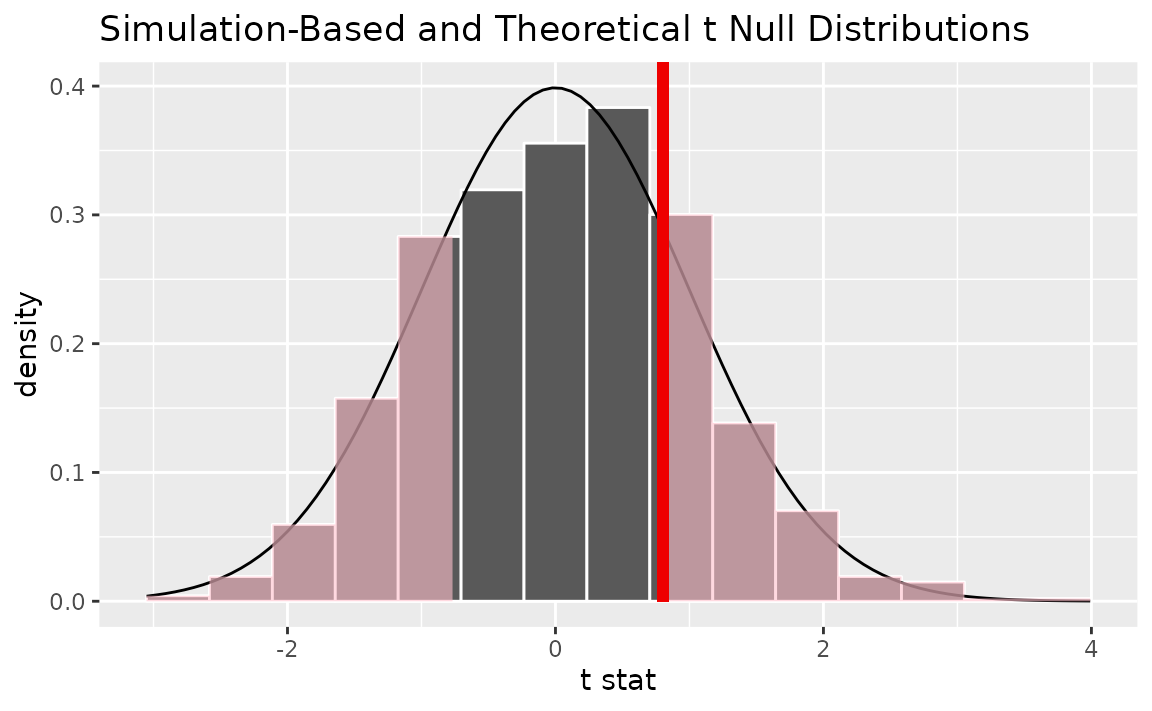 Simulation-Based and Theoretical t Null Distributions
0.4
0.3
0.2
0.1
0.0
density
-2 0 2 4
t stat